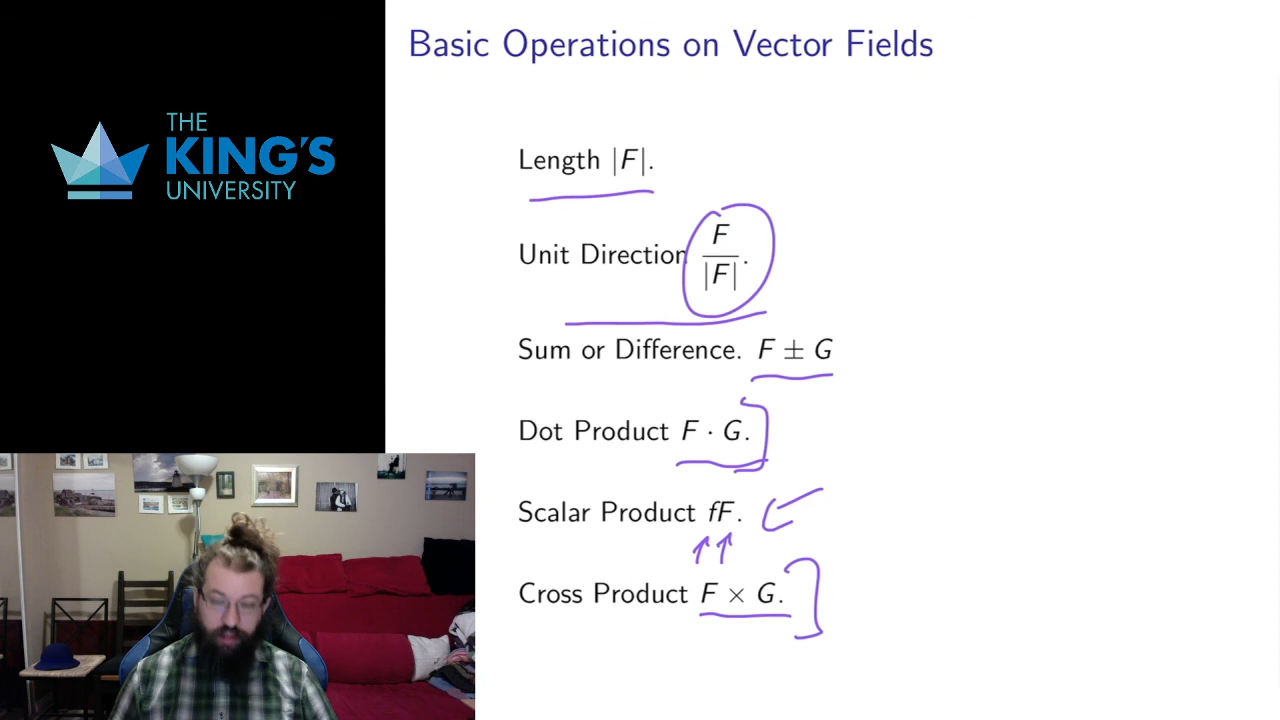 THE
KING'S
UNIVERSITY
Basic Operations on Vector Fields
Length |F|.
Unit Direction F/|F|.
Sum or Difference. F ± G
Dot Product F · G.
Scalar Product fF.
Cross Product F × G.